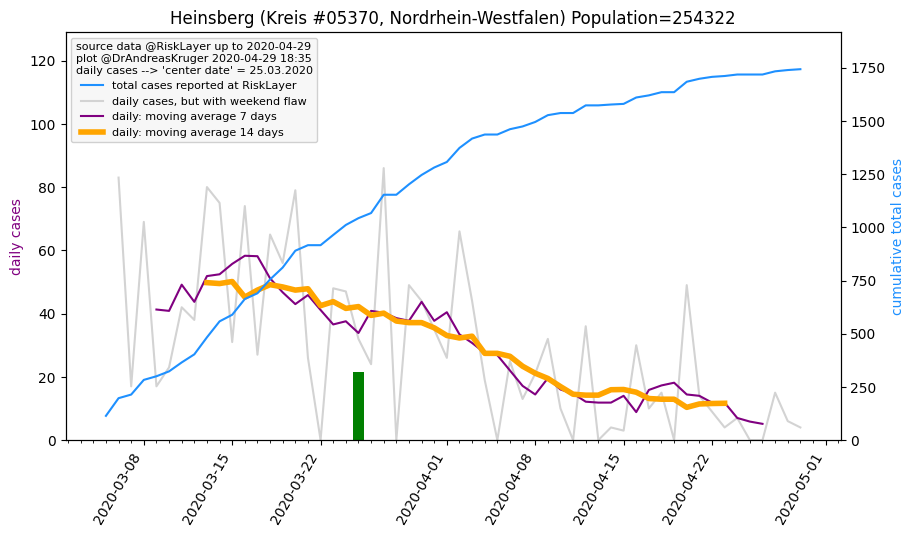 Heinsberg (Kreis #05370, Nordrhein-Westfalen) Population=254322
source data @RiskLayer up to 2020-04-29
plot @DrAndreasKruger 2020-04-29 18:35
daily cases --> 'center date' = 25.03.2020
total cases reported at RiskLayer
daily cases, but with weekend flaw
daily: moving average 7 days
daily: moving average 14 days
daily cases
120
100
80
60
40
20
0
1750
1500
1250
1000
750
500
250
0
cumulative total cases
2020-03-08
2020-03-15
2020-03-22
2020-04-01
2020-04-08
2020-04-15
2020-04-22
2020-05-01